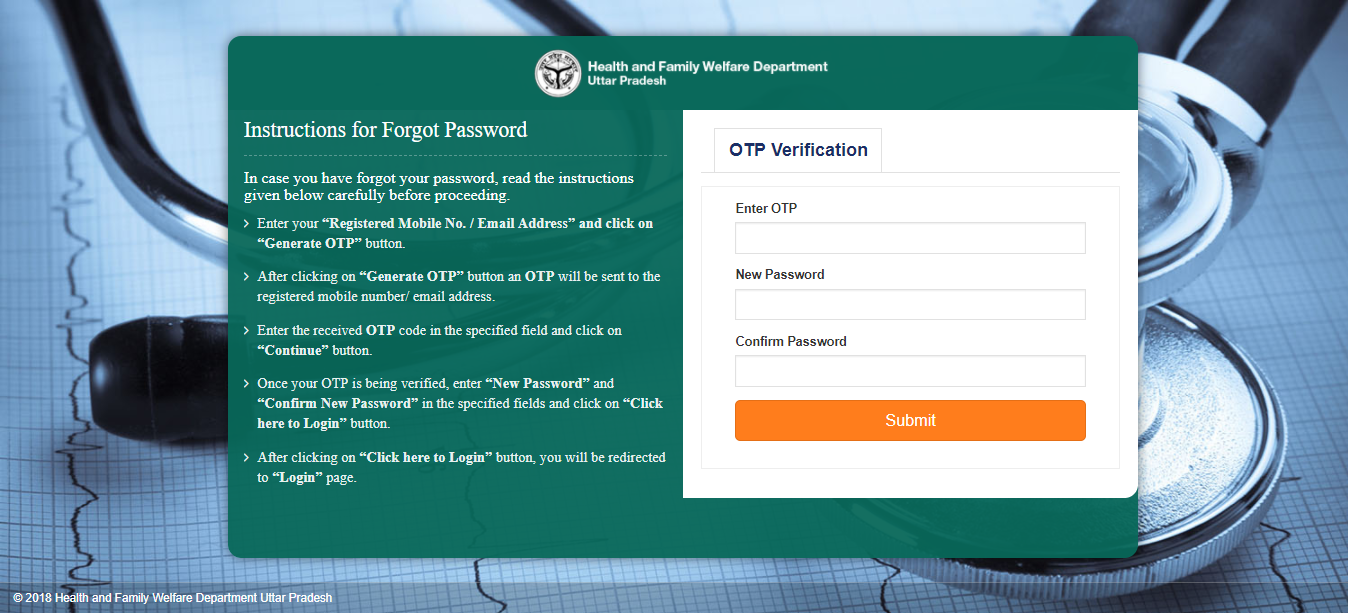 Health and Family Welfare Department
Uttar Pradesh
Instructions for Forgot Password
In case you have forgot your password, read the instructions
given below carefully before proceeding.
Enter your “Registered Mobile No. / Email Address” and click on
“Generate OTP” button.
After clicking on “Generate OTP” button an OTP will be sent to the
registered mobile number/ email address.
Enter the received OTP code in the specified field and click on
“Continue” button.
Once your OTP is being verified, enter “New Password” and
“Confirm New Password” in the specified fields and click on “Click
here to Login” button.
After clicking on “Click here to Login” button, you will be redirected
to “Login” page.
OTP Verification
Enter OTP
New Password
Confirm Password
Submit
© 2018 Health and Family Welfare Department Uttar Pradesh